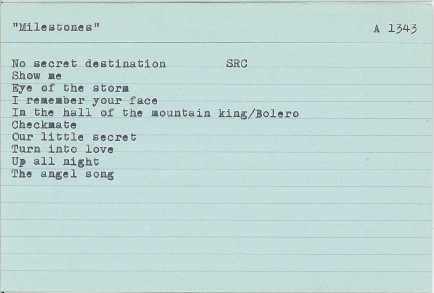 "Milestones" A 1343
No secret destination SRC
Show me
Eye of the storm
I remember your face
In the hall of the mountain king/Bolero
Checkmate
Our little secret
Turn into love
Up all night
The angel song